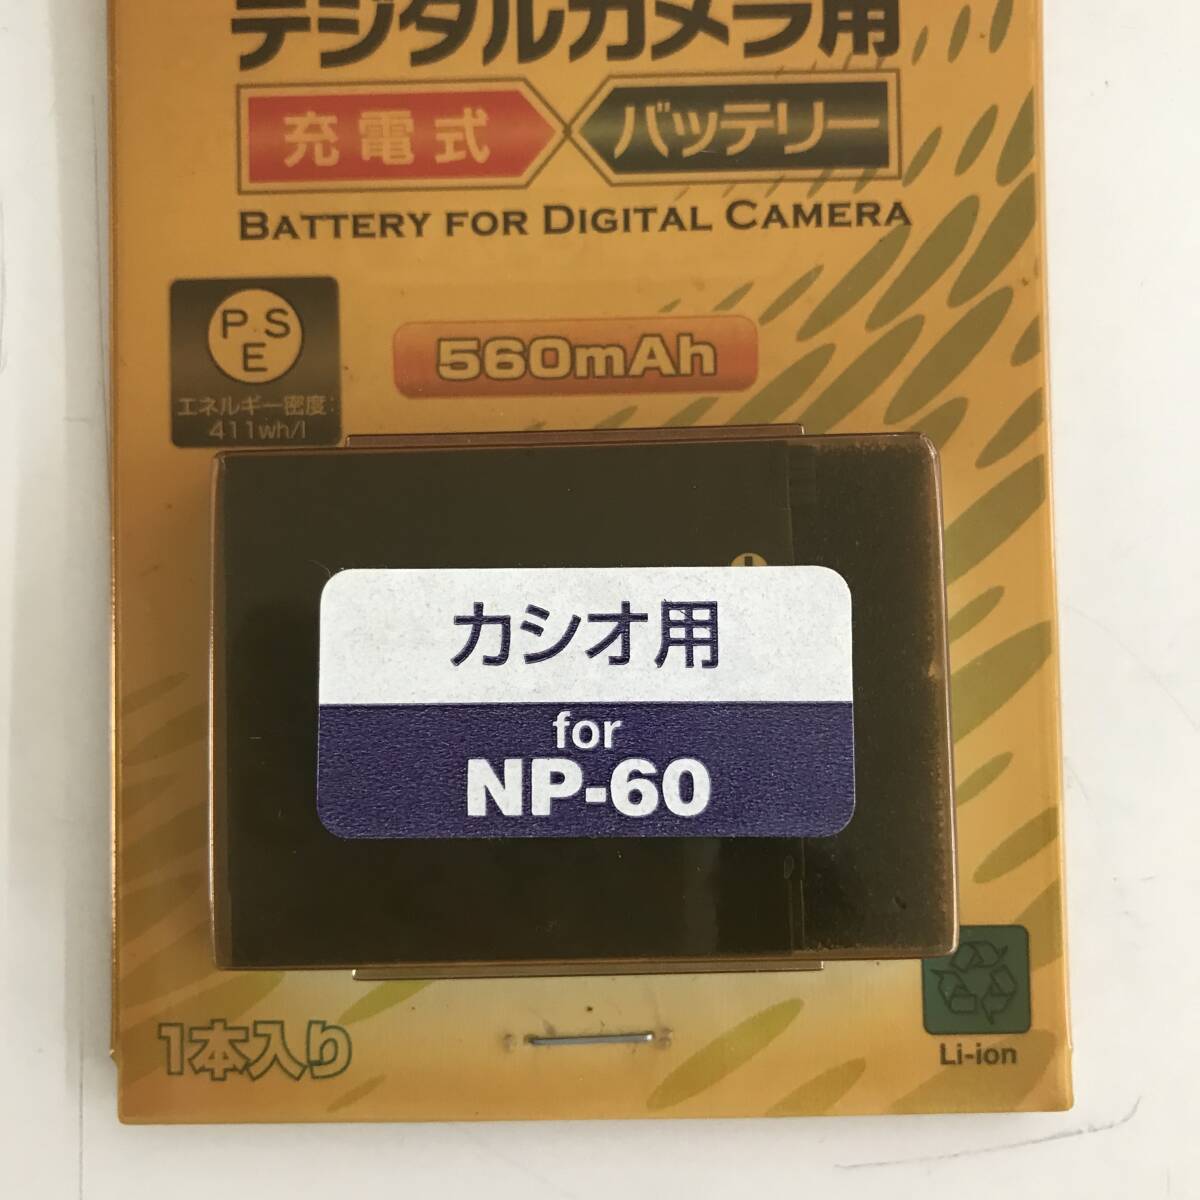 デジタルカメラ用
充電式 バッテリー
BATTERY FOR DIGITAL CAMERA
PSE
エネルギー密度:
411wh/l
560mAh
カシオ用
for
NP-60
1本入り
Li-ion